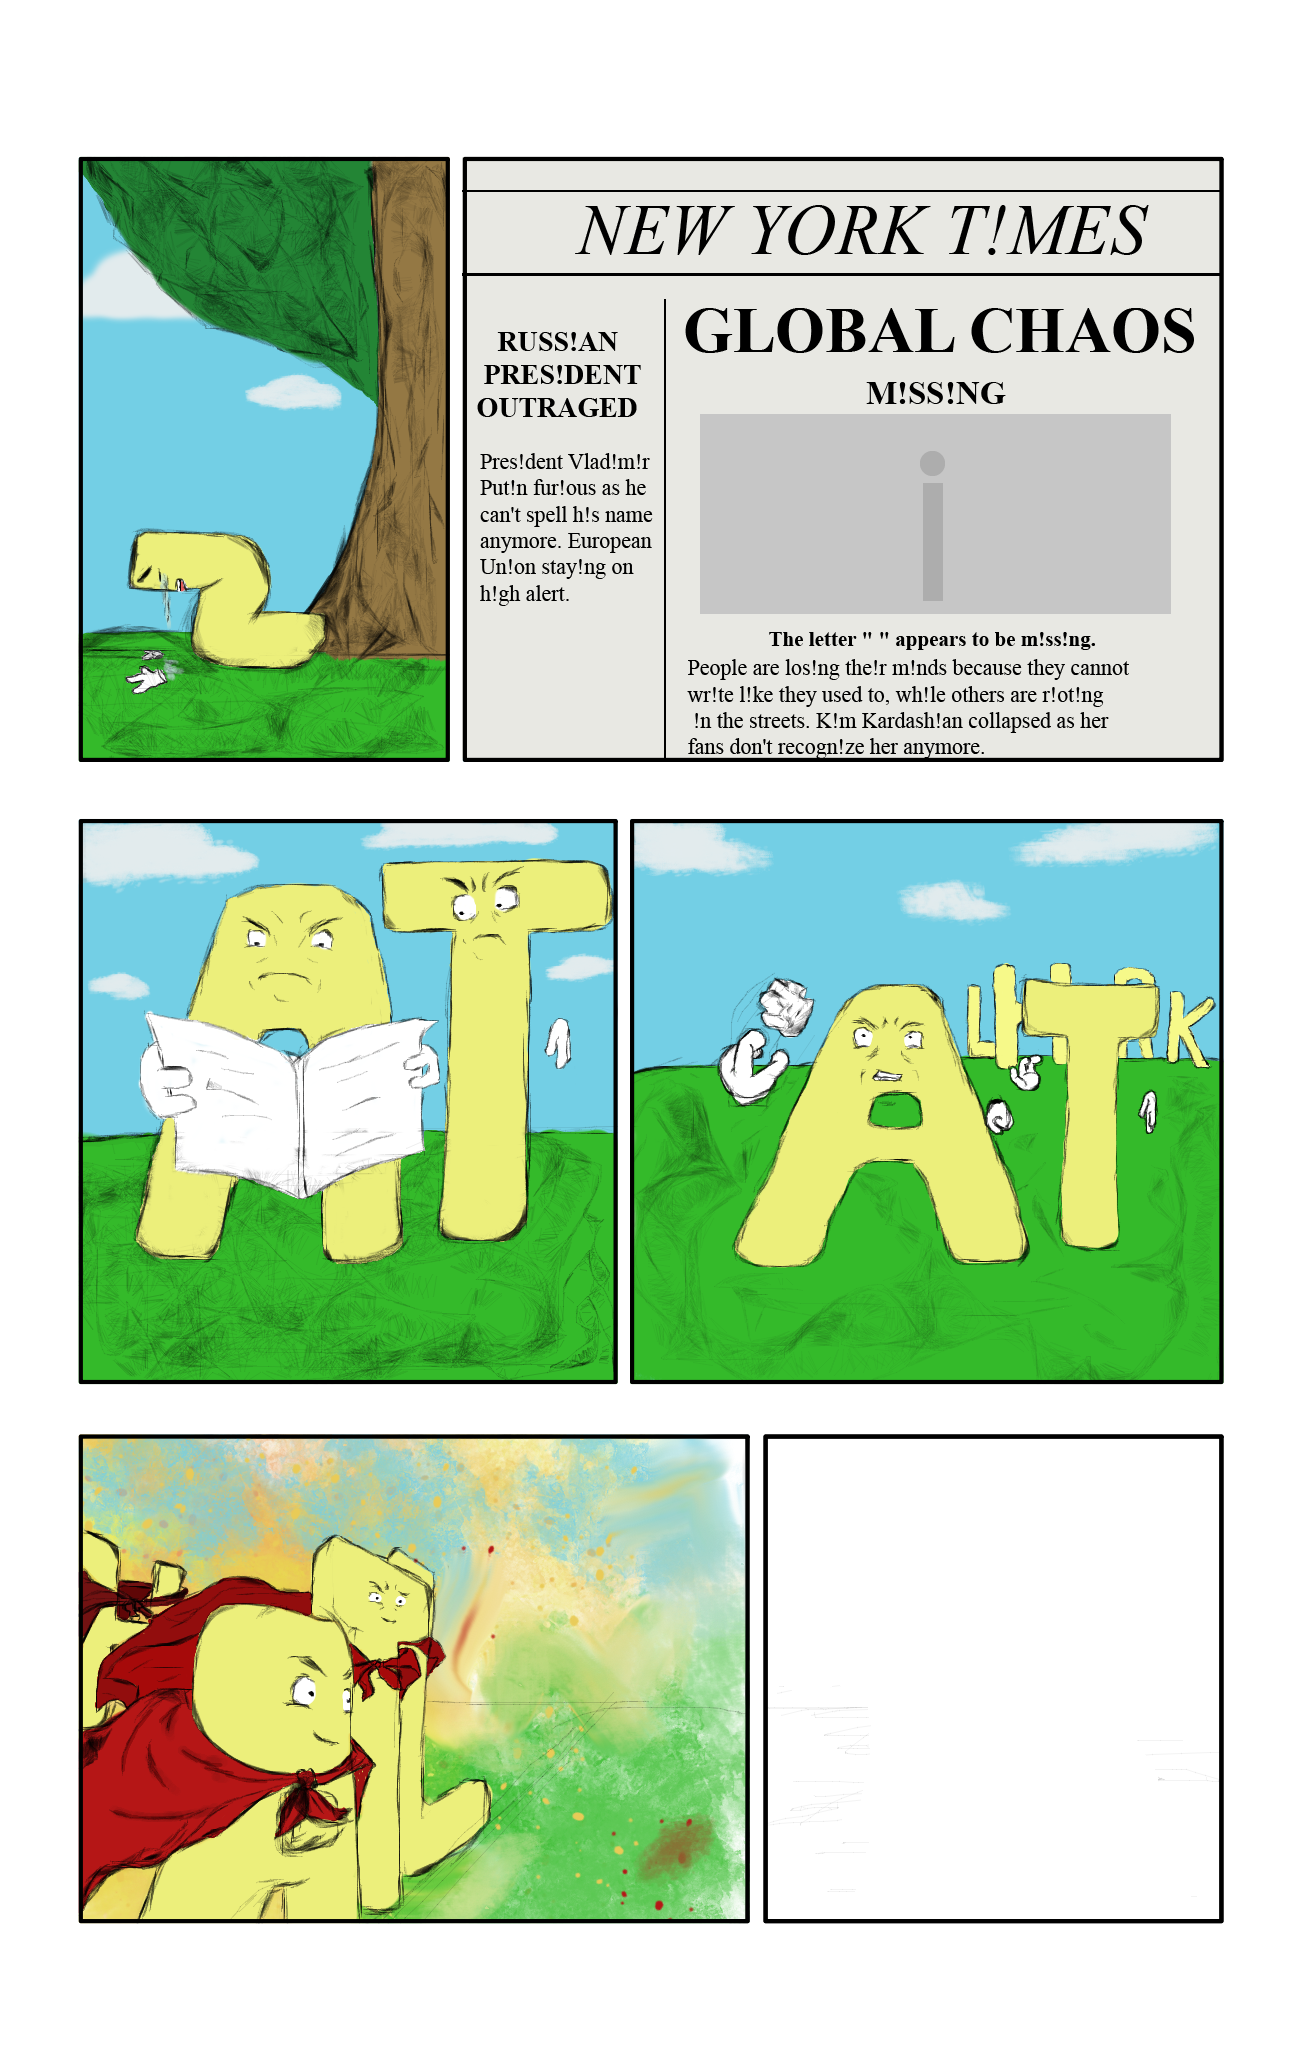 NEW YORK T!MES
RUSS!AN
PRES!DENT
OUTRAGED
Pres!dent Vlad!m!r
Put!n fur!ous as he
can't spell h!s name
anymore. European
Un!on stay!ng on
h!gh alert.
GLOBAL CHAOS
M!SS!NG
i
The letter " " appears to be m!ss!ng.
People are los!ng the!r m!nds because they cannot
wr!te l!ke they used to, wh!le others are r!ot!ng
!n the streets. K!m Kardash!an collapsed as her
fans don't recogn!ze her anymore.